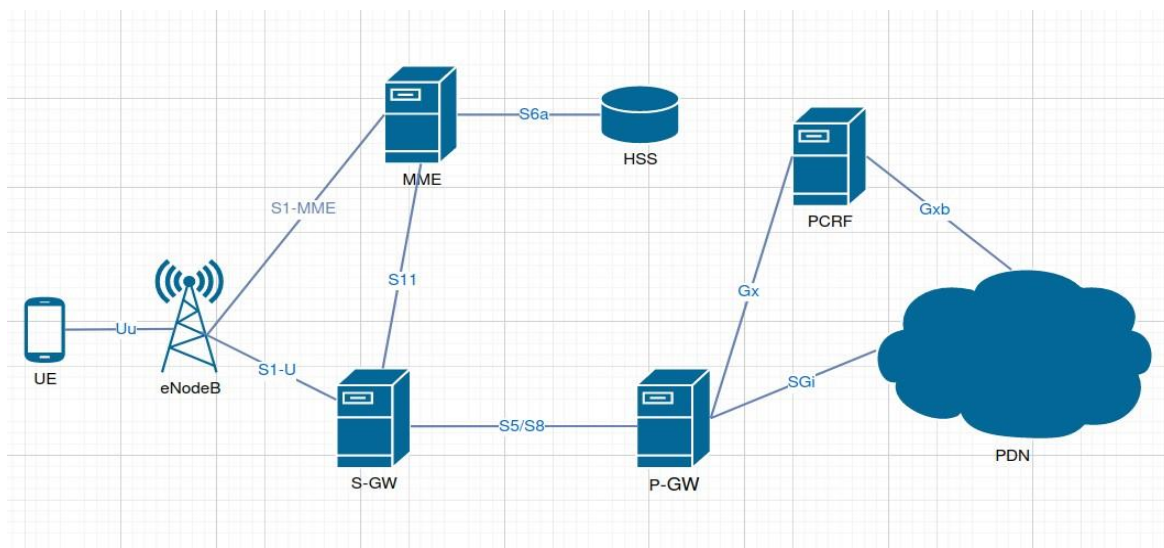 MME
S6a
HSS
PCRF
S1-MME
Gxb
S11
Gx
UE
Uu
eNodeB
S1-U
SGi
S5/S8
S-GW
P-GW
PDN